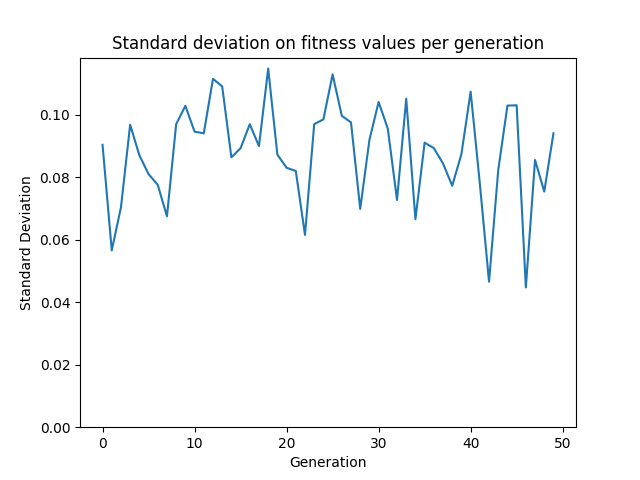 Standard deviation on fitness values per generation
0.10
0.08
0.06
0.04
0.02
0.00
Standard Deviation
0 10 20 30 40 50
Generation